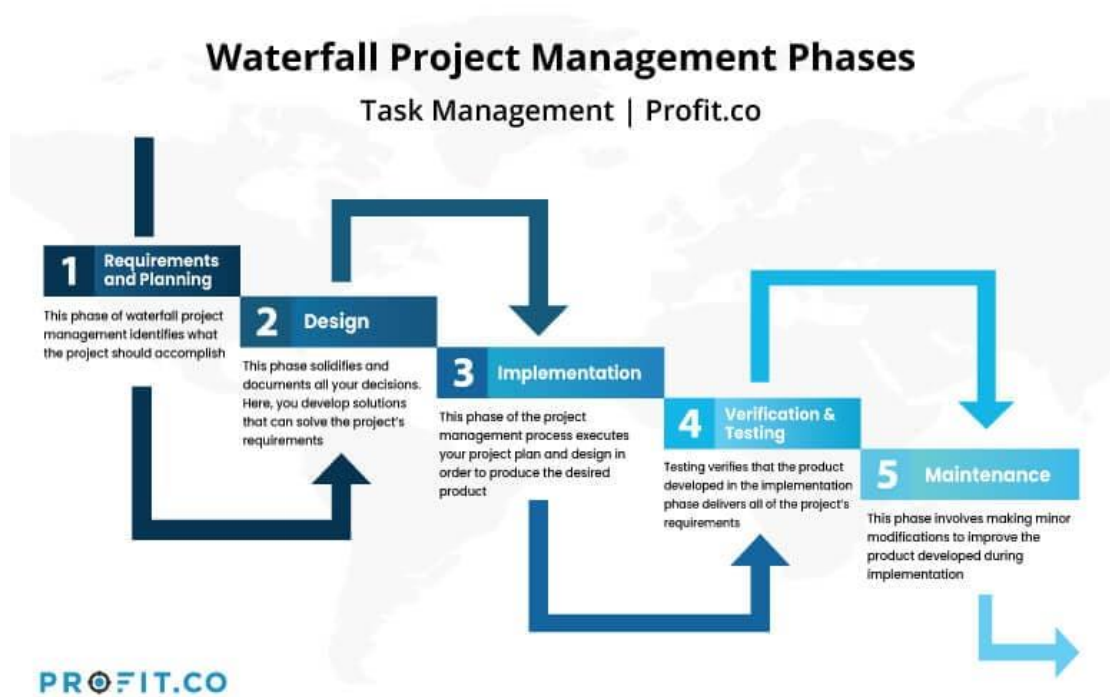 Waterfall Project Management Phases
Task Management | Profit.co
1
Requirements
and Planning
This phase of waterfall project
management identifies what
the project should accomplish
2
Design
This phase solidifies and
documents all your decisions.
Here, you develop solutions
that can solve the project's
requirements
3
Implementation
This phase of the project
management process executes
your project plan and design in
order to produce the desired
product
4
Verification &
Testing
Testing verifies that the product
developed in the implementation
phase delivers all of the project's
requirements
5
Maintenance
This phase involves making minor
modifications to improve the
product developed during
implementation
PROFIT.CO